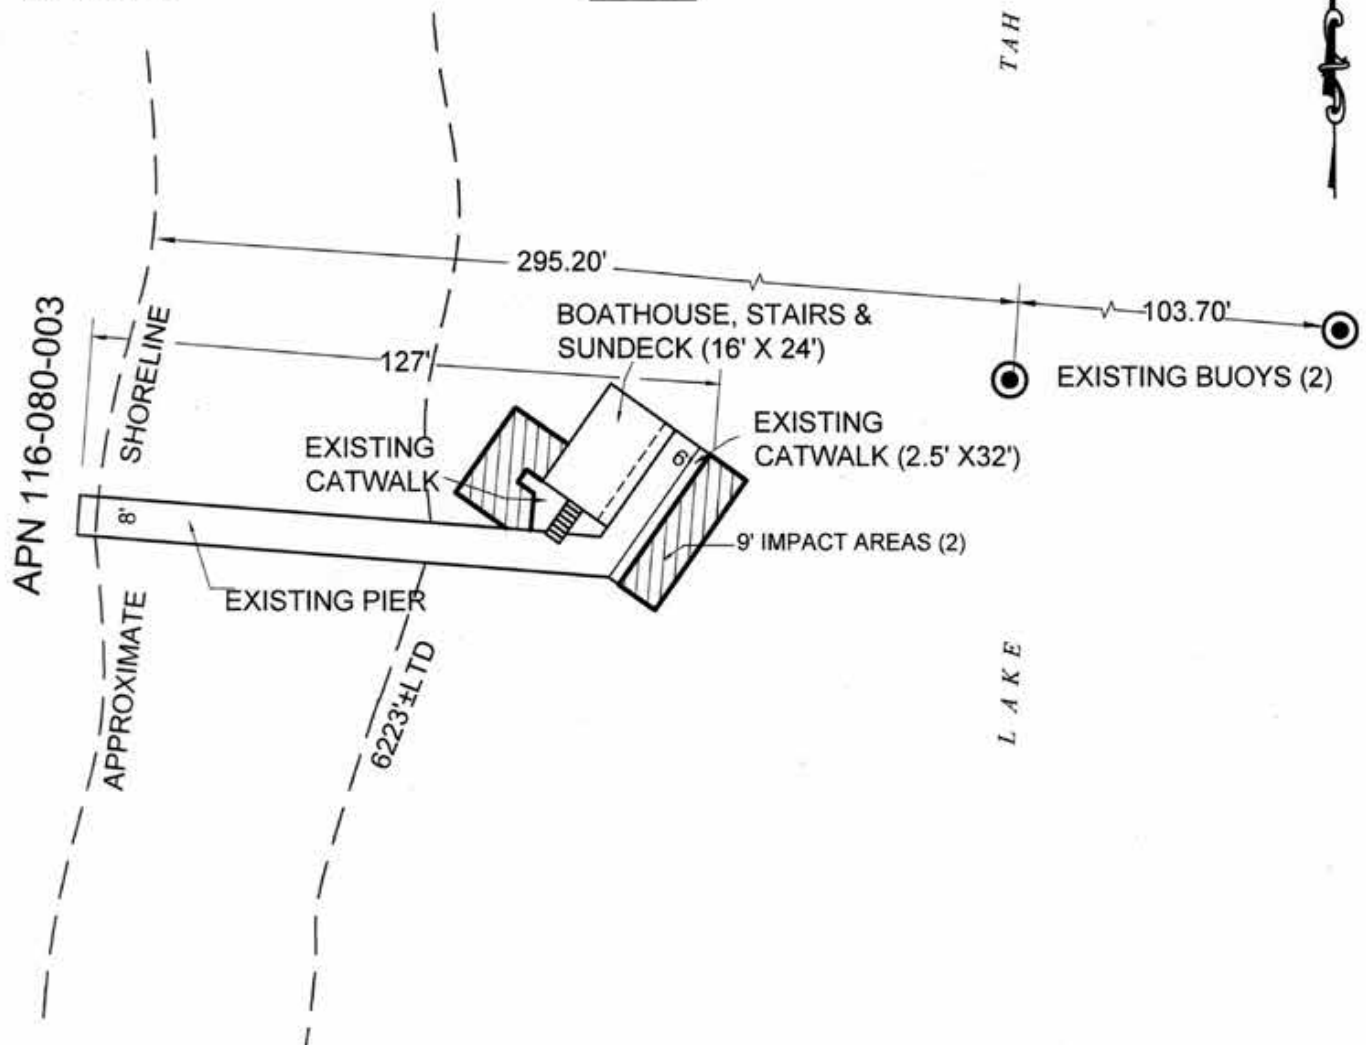 TAH
295.20'
103.70'
BOATHOUSE, STAIRS &
SUNDECK (16' X 24')
127'
EXISTING BUOYS (2)
APN 116-080-003
SHORELINE
EXISTING
CATWALK
EXISTING
CATWALK (2.5' X32')
6'
8'
9' IMPACT AREAS (2)
EXISTING PIER
APPROXIMATE
6223'±LTD
LAKE